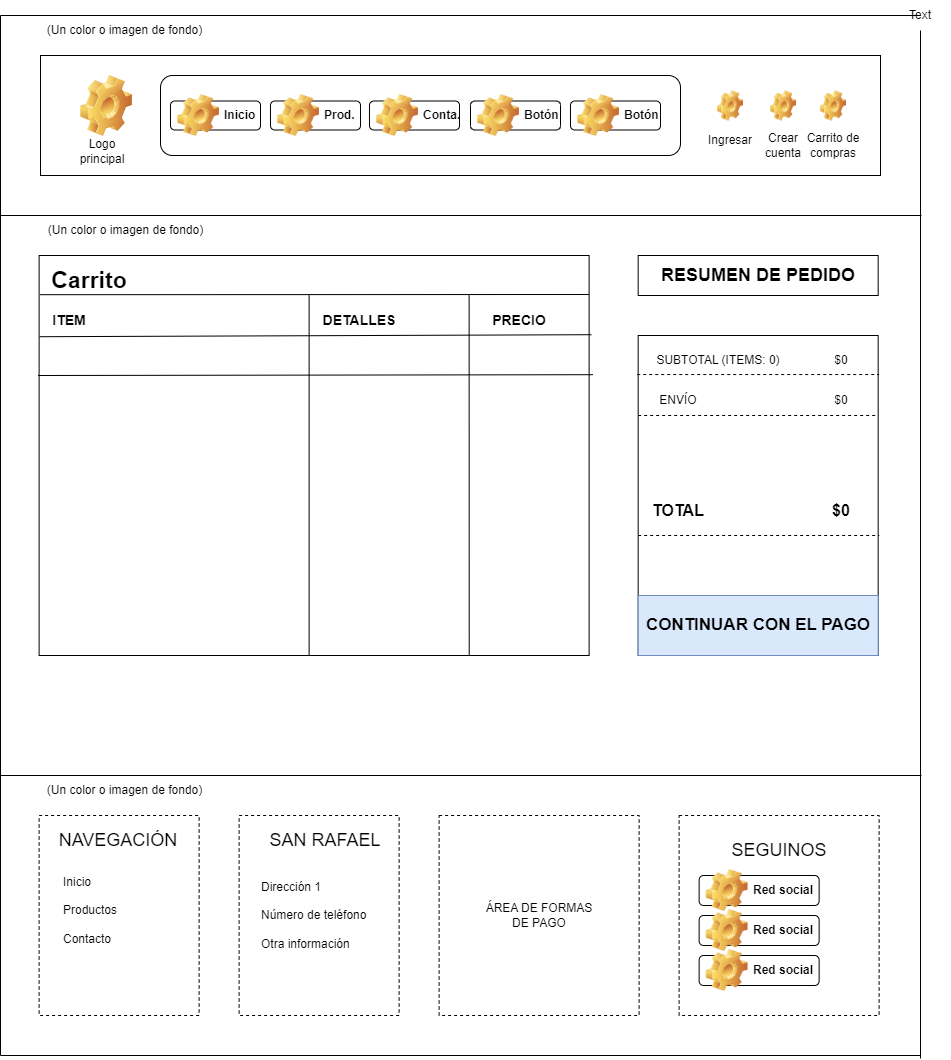 Text
(Un color o imagen de fondo)
Logo
principal
Inicio
Prod.
Conta.
Botón
Botón
Ingresar
Crear
cuenta
Carrito de
compras
(Un color o imagen de fondo)
Carrito
ITEM
DETALLES
PRECIO
RESUMEN DE PEDIDO
SUBTOTAL (ITEMS: 0) $0
ENVÍO $0
TOTAL $0
CONTINUAR CON EL PAGO
(Un color o imagen de fondo)
NAVEGACIÓN
Inicio
Productos
Contacto
SAN RAFAEL
Dirección 1
Número de teléfono
Otra información
ÁREA DE FORMAS
DE PAGO
SEGUINOS
Red social
Red social
Red social